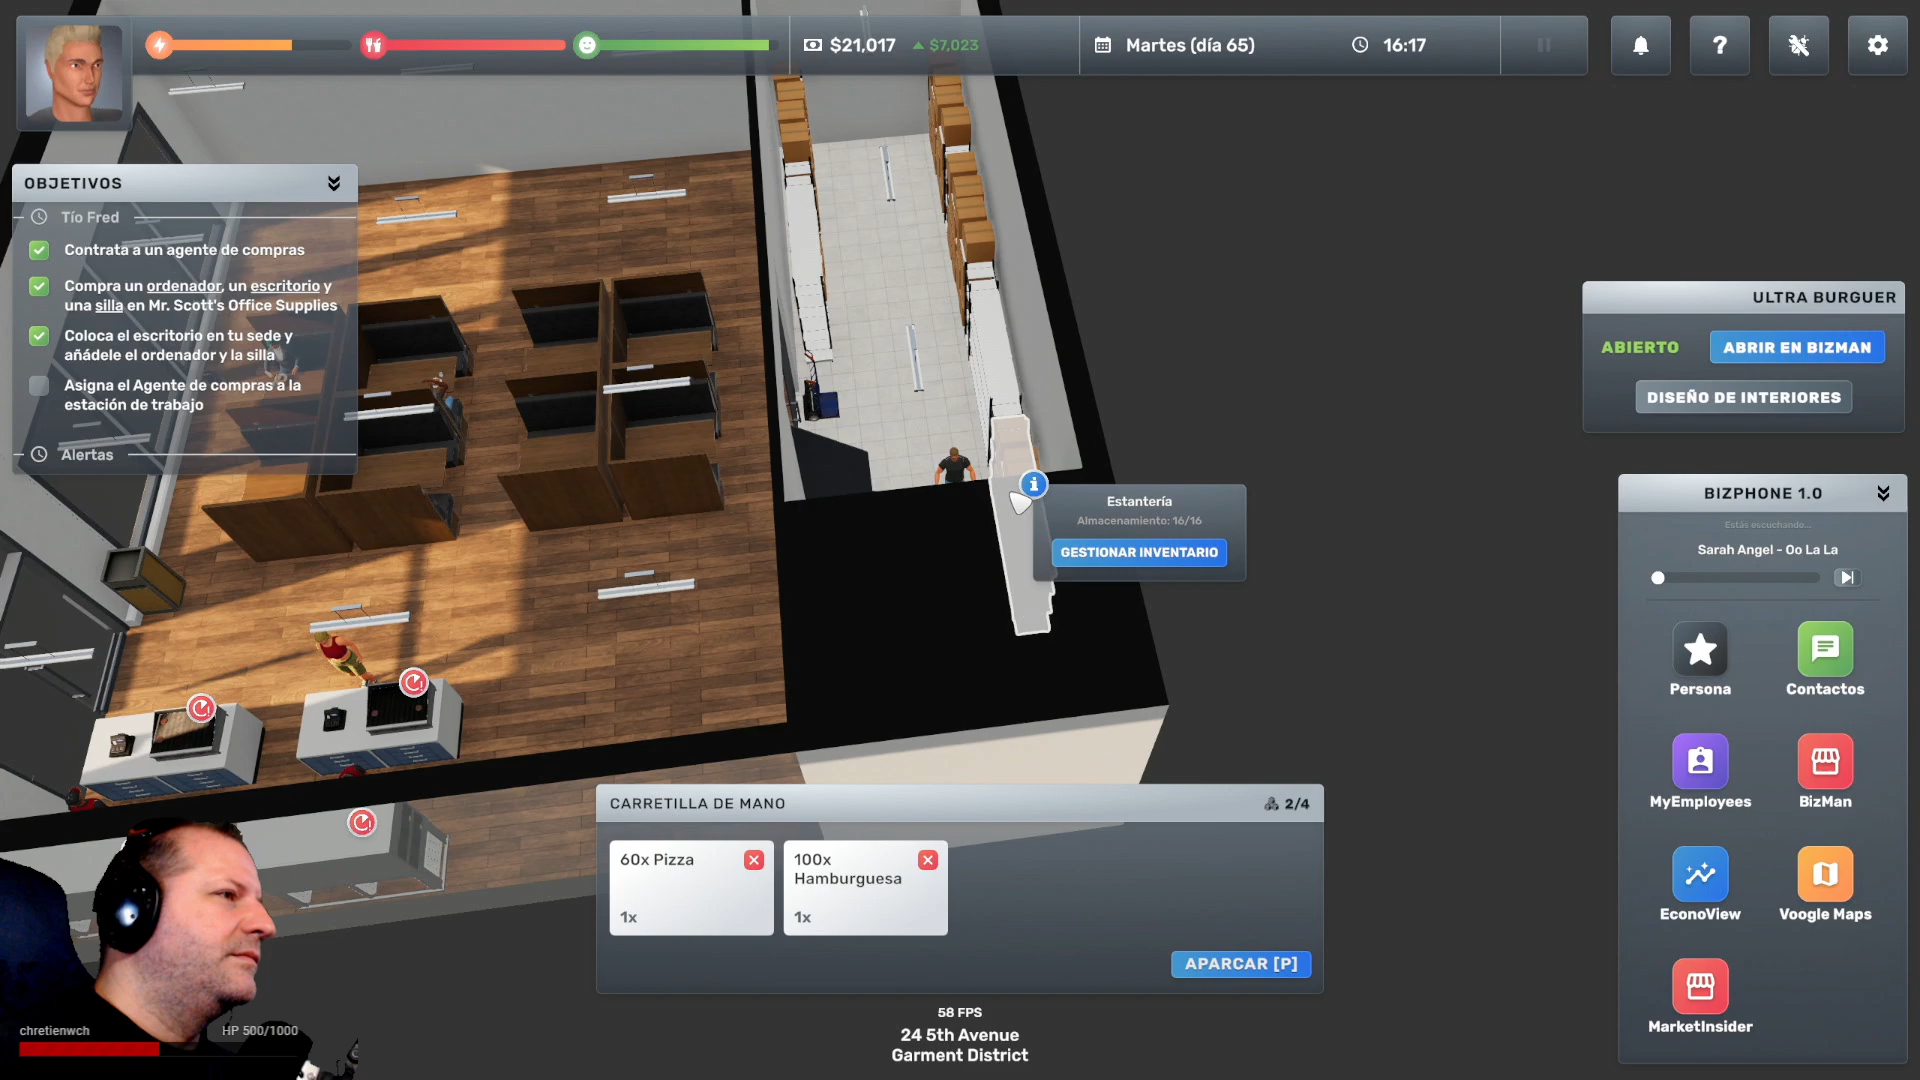 $21,017
$7,023
Martes (día 65)
16:17
?
OBJETIVOS
Tío Fred
Contrata a un agente de compras
Compra un ordenador, un escritorio y
una silla en Mr. Scott's Office Supplies
Coloca el escritorio en tu sede y
añádele el ordenador y la silla
Asigna el Agente de compras a la
estación de trabajo
Alertas
ULTRA BURGUER
ABIERTO
ABRIR EN BIZMAN
DISEÑO DE INTERIORES
Estantería
Almacenamiento: 16/16
GESTIONAR INVENTARIO
BIZPHONE 1.0
Estás escuchando...
Sarah Angel - Oo La La
Persona
Contactos
MyEmployees
BizMan
EconoView
Voogle Maps
MarketInsider
CARRETILLA DE MANO
2/4
60x Pizza
1x
100x
Hamburguesa
1x
APARCAR [P]
58 FPS
24 5th Avenue
Garment District
chretienwch
HP 500/1000